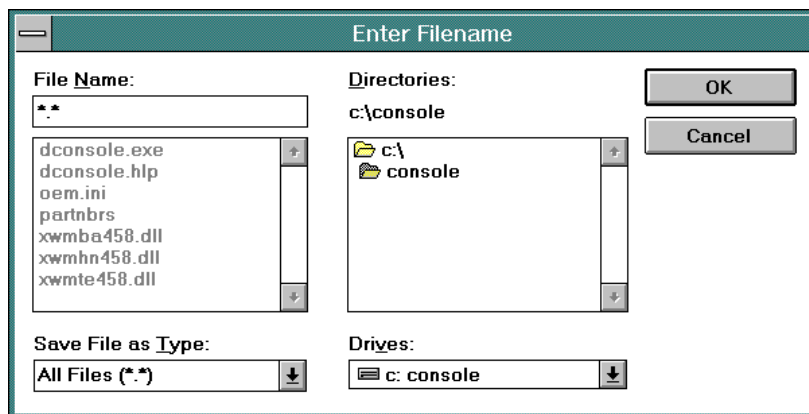 Enter Filename
File Name:
*.*
dconsole.exe
dconsole.hlp
oem.ini
partnbrs
xwmba458.dll
xwmhn458.dll
xwmte458.dll
Save File as Type:
All Files (*.*)
Directories:
c:\console
c:\
console
Drives:
c: console
OK
Cancel